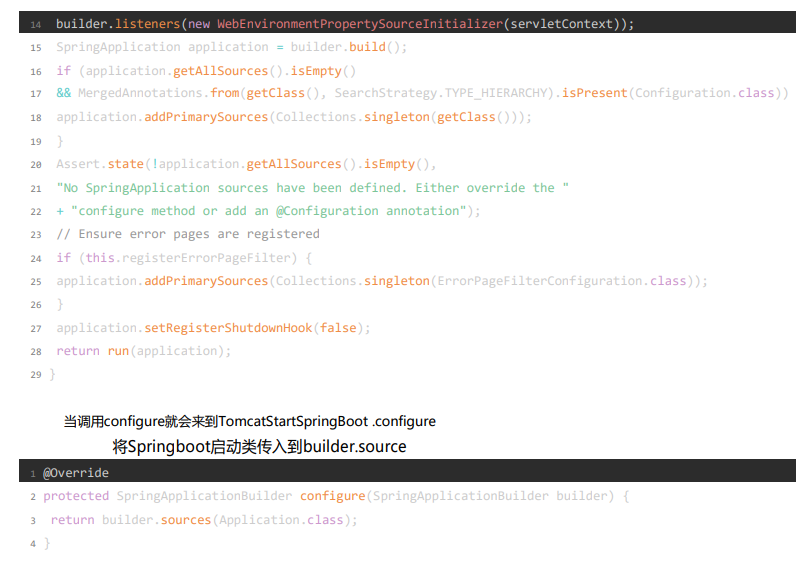 14 builder.listeners(new WebEnvironmentPropertySourceInitializer(servletContext));
15 SpringApplication application = builder.build();
16 if (application.getAllSources().isEmpty()
17 && MergedAnnotations.from(getClass(), SearchStrategy.TYPE_HIERARCHY).isPresent(Configuration.class))
18 application.addPrimarySources(Collections.singleton(getClass()));
19 }
20 Assert.state(!application.getAllSources().isEmpty(),
21 "No SpringApplication sources have been defined. Either override the "
22 + "configure method or add an @Configuration annotation");
23 // Ensure error pages are registered
24 if (this.registerErrorPageFilter) {
25 application.addPrimarySources(Collections.singleton(ErrorPageFilterConfiguration.class));
26 }
27 application.setRegisterShutdownHook(false);
28 return run(application);
29 }
当调用configure就会来到TomcatStartSpringBoot .configure
将Springboot启动类传入到builder.source
1 @Override
2 protected SpringApplicationBuilder configure(SpringApplicationBuilder builder) {
3 return builder.sources(Application.class);
4 }